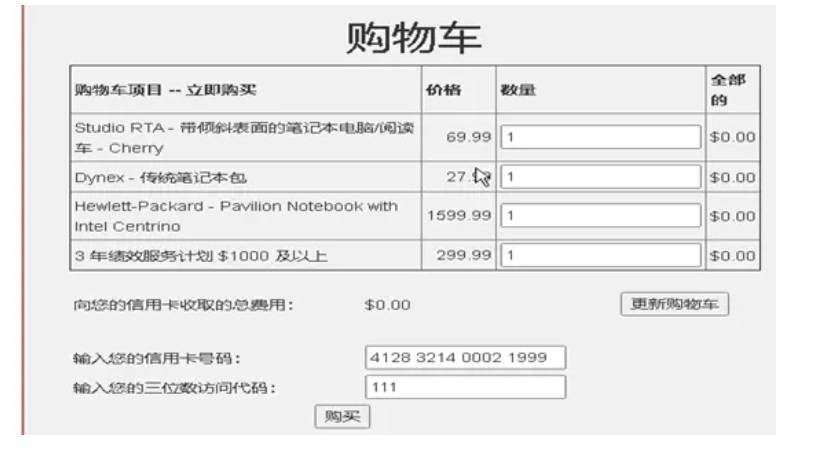 购物车
购物车项目 -- 立即购买 价格 数量 全部的
Studio RTA - 带倾斜表面的笔记本电脑/阅读车 - Cherry 69.99 1 $0.00
Dynex - 传统笔记本包 1 $0.00
Hewlett-Packard - Pavilion Notebook with Intel Centrino 1599.99 1 $0.00
3 年绩效服务计划 $1000 及以上 299.99 1 $0.00
向您的信用卡收取的总费用: $0.00 更新购物车
输入您的信用卡号码: 4128 3214 0002 1999
输入您的三位数访问代码: 111
购买